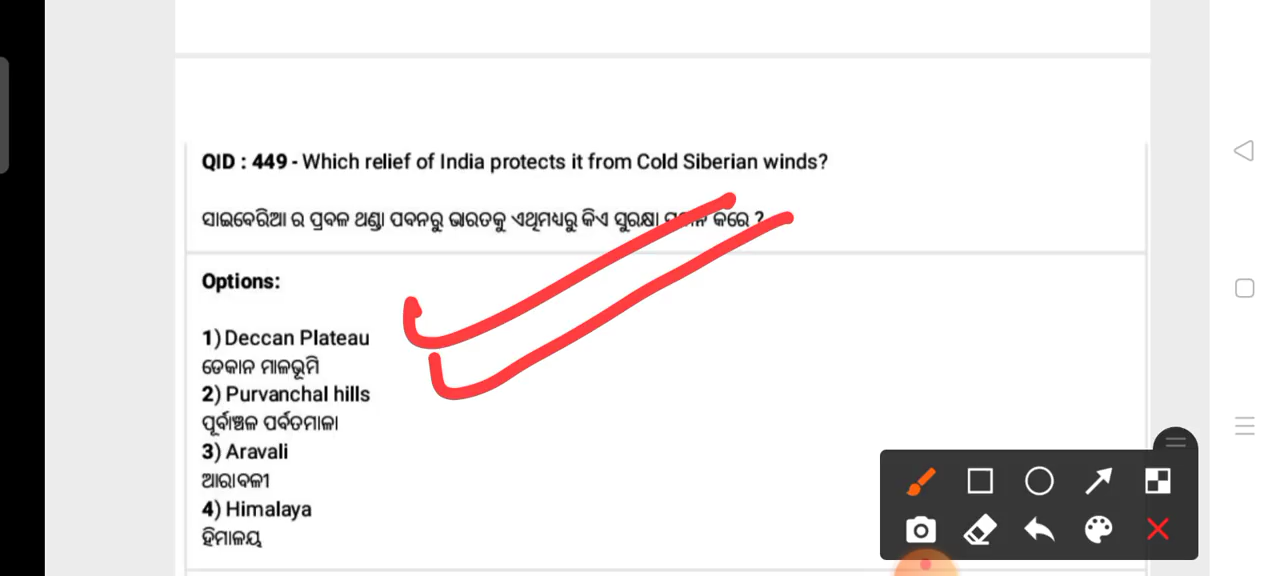 QID : 449 - Which relief of India protects it from Cold Siberian winds?
ସାଇବେରିଆ ର ପ୍ରବଳ ଥଣ୍ଡା ପବନରୁ ଭାରତକୁ ଏଥିମଧ୍ୟରୁ କିଏ ସୁରକ୍ଷା କରେ ?
Options:
1) Deccan Plateau
ଡେକାନ ମାଳଭୂମି
2) Purvanchal hills
ପୂର୍ବାଞ୍ଚଳ ପର୍ବତମାଳା
3) Aravali
ଆରାବଳୀ
4) Himalaya
ହିମାଳୟ